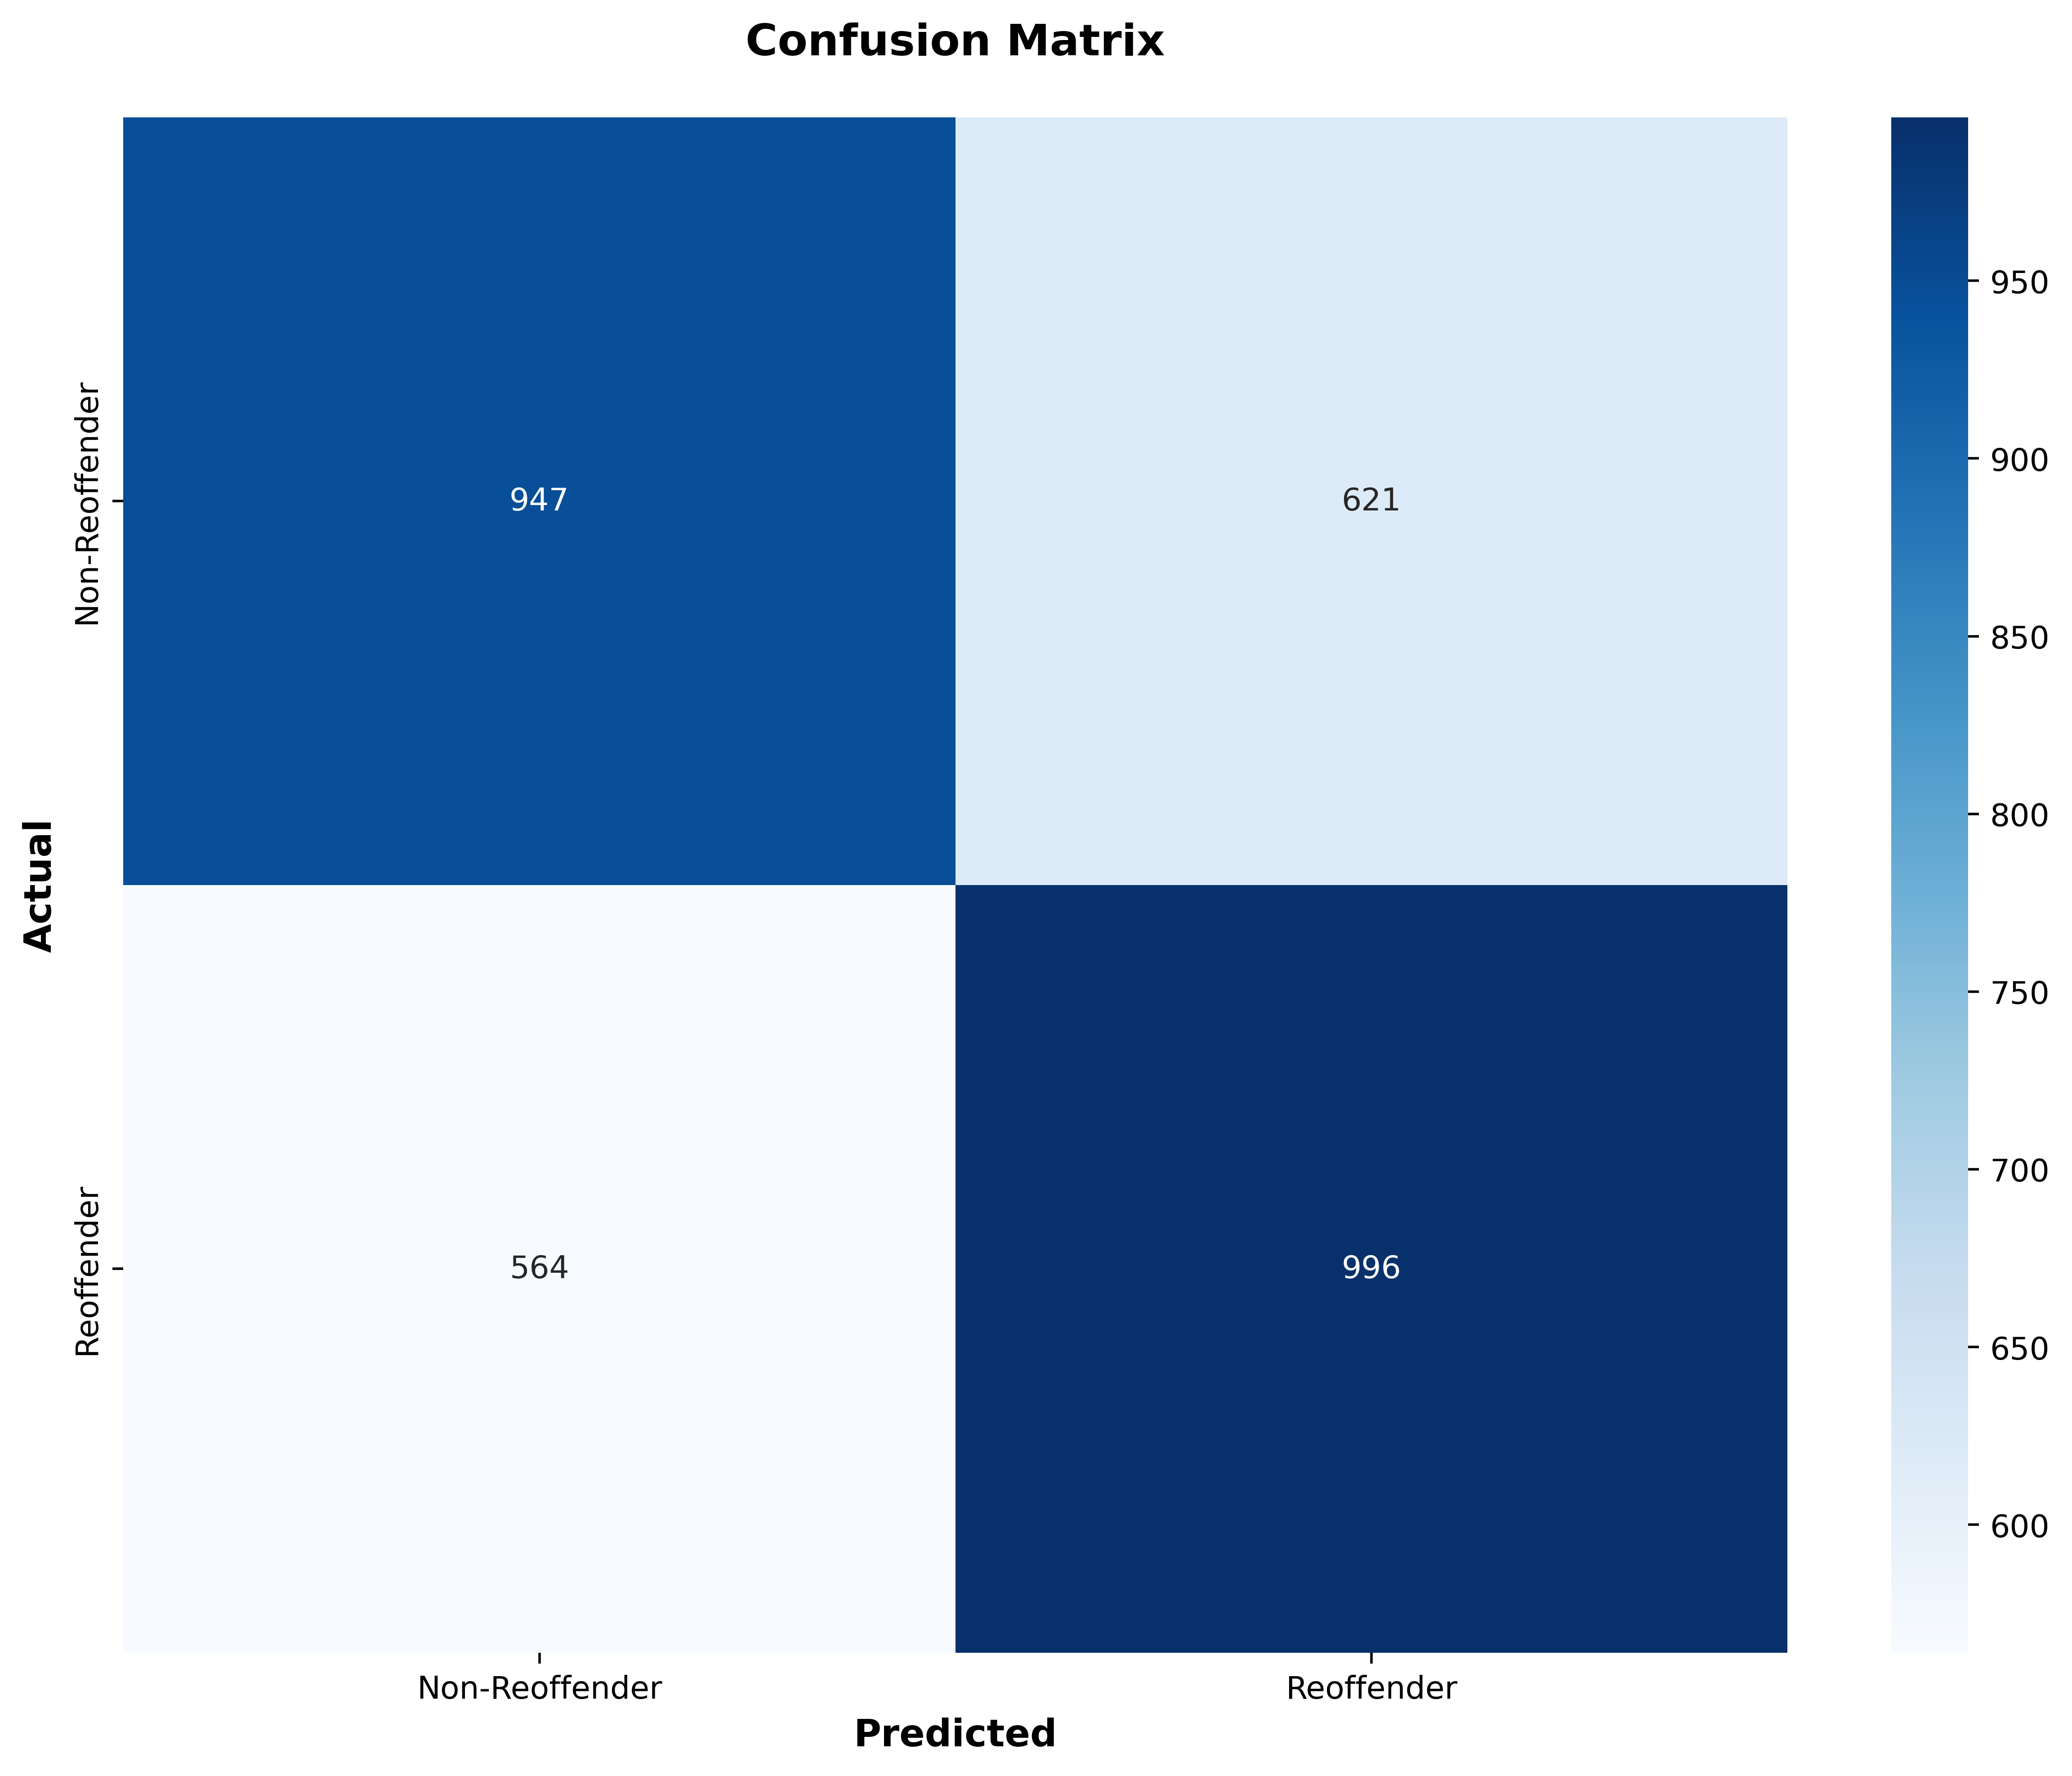 Confusion Matrix
Actual
Non-Reoffender
947
621
Reoffender
564
996
Non-Reoffender
Reoffender
Predicted
950
900
850
800
750
700
650
600